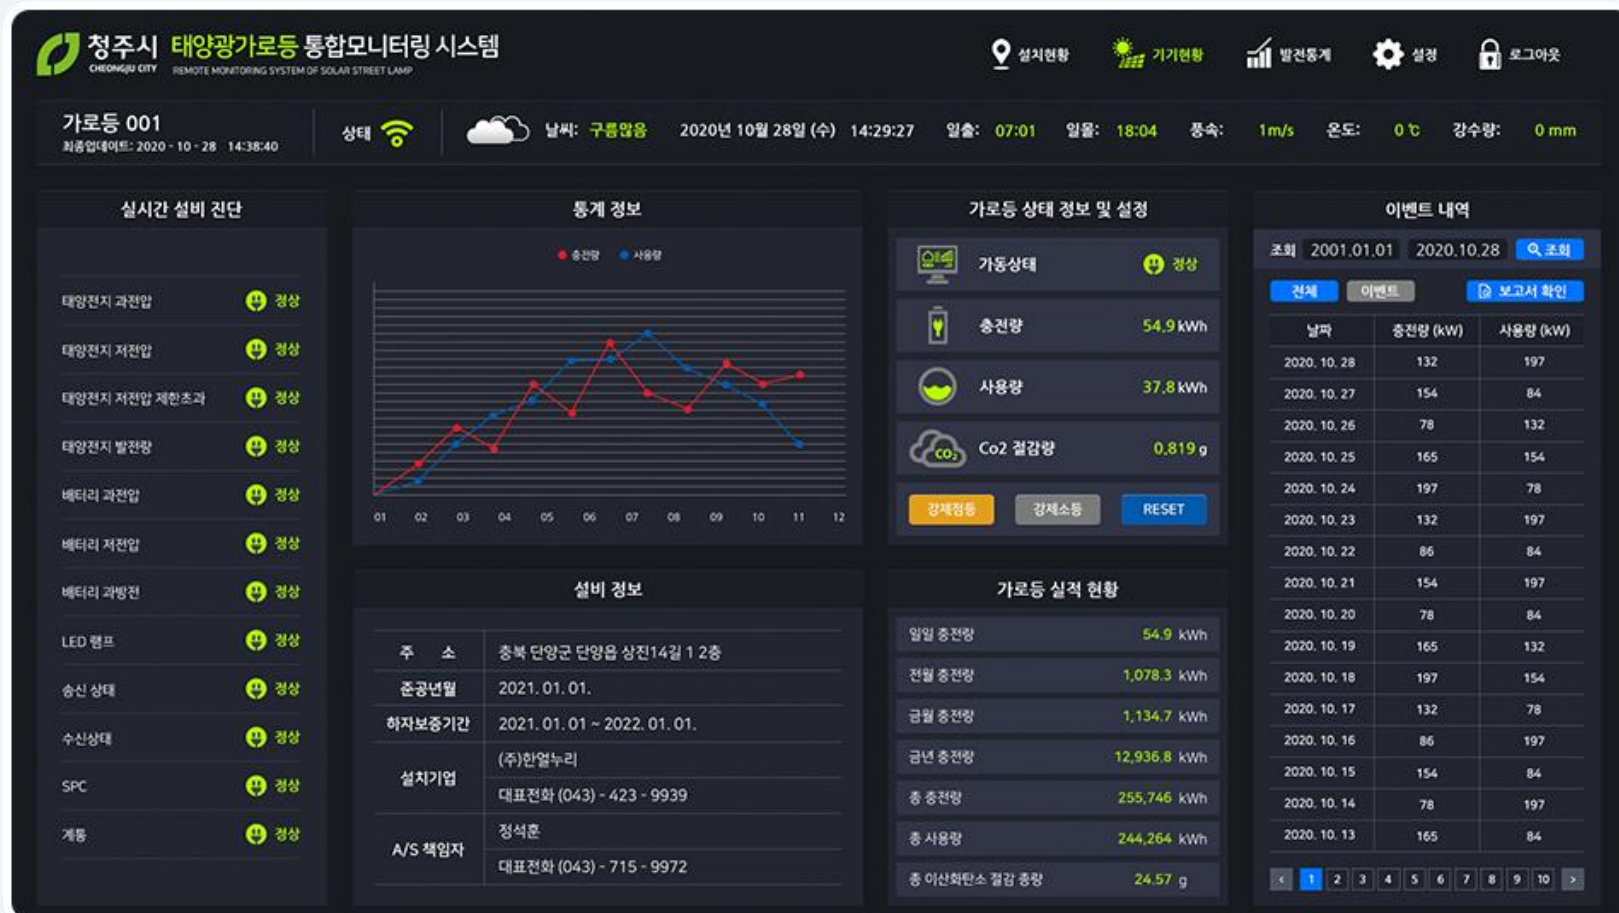 청주시 태양광가로등 통합모니터링 시스템
CHEONGJU CITY REMOTE MONITORING SYSTEM OF SOLAR STREET LAMP
설치현황
기기현황
발전통계
설정
로그아웃
가로등 001
최종업데이트: 2020 - 10 - 28 14:38:40
상태
날씨: 구름많음 2020년 10월 28일 (수) 14:29:27 일출: 07:01 일몰: 18:04 풍속: 1m/s 온도: 0 ℃ 강수량: 0 mm
실시간 설비 진단
태양전지 과전압 정상
태양전지 저전압 정상
태양전지 저전압 제한초과 정상
태양전지 발전량 정상
배터리 과전압 정상
배터리 저전압 정상
배터리 과방전 정상
LED 램프 정상
송신 상태 정상
수신상태 정상
SPC 정상
계통 정상
통계 정보
충전량 사용량
01 02 03 04 05 06 07 08 09 10 11 12
설비 정보
주 소 충북 단양군 단양읍 상진14길 1 2층
준공년월 2021. 01. 01.
하자보증기간 2021. 01. 01 ~ 2022. 01. 01.
설치기업 (주)한얼누리
대표전화 (043) - 423 - 9939
A/S 책임자 정석훈
대표전화 (043) - 715 - 9972
가로등 상태 정보 및 설정
가동상태 정상
충전량 54.9 kWh
사용량 37.8 kWh
CO₂ Co2 절감량 0.819 g
강제점등 강제소등 RESET
가로등 실적 현황
일일 충전량 54.9 kWh
전월 충전량 1,078.3 kWh
금월 충전량 1,134.7 kWh
금년 충전량 12,936.8 kWh
총 충전량 255,746 kWh
총 사용량 244,264 kWh
총 이산화탄소 절감 총량 24.57 g
이벤트 내역
조회 2001.01.01 2020.10.28 조회
전체 이벤트 보고서 확인
날짜 충전량 (kW) 사용량 (kW)
2020. 10. 28 132 197
2020. 10. 27 154 84
2020. 10. 26 78 132
2020. 10. 25 165 154
2020. 10. 24 197 78
2020. 10. 23 132 197
2020. 10. 22 86 84
2020. 10. 21 154 197
2020. 10. 20 78 84
2020. 10. 19 165 132
2020. 10. 18 197 154
2020. 10. 17 132 78
2020. 10. 16 86 197
2020. 10. 15 154 84
2020. 10. 14 78 197
2020. 10. 13 165 84
< 1 2 3 4 5 6 7 8 9 10 >